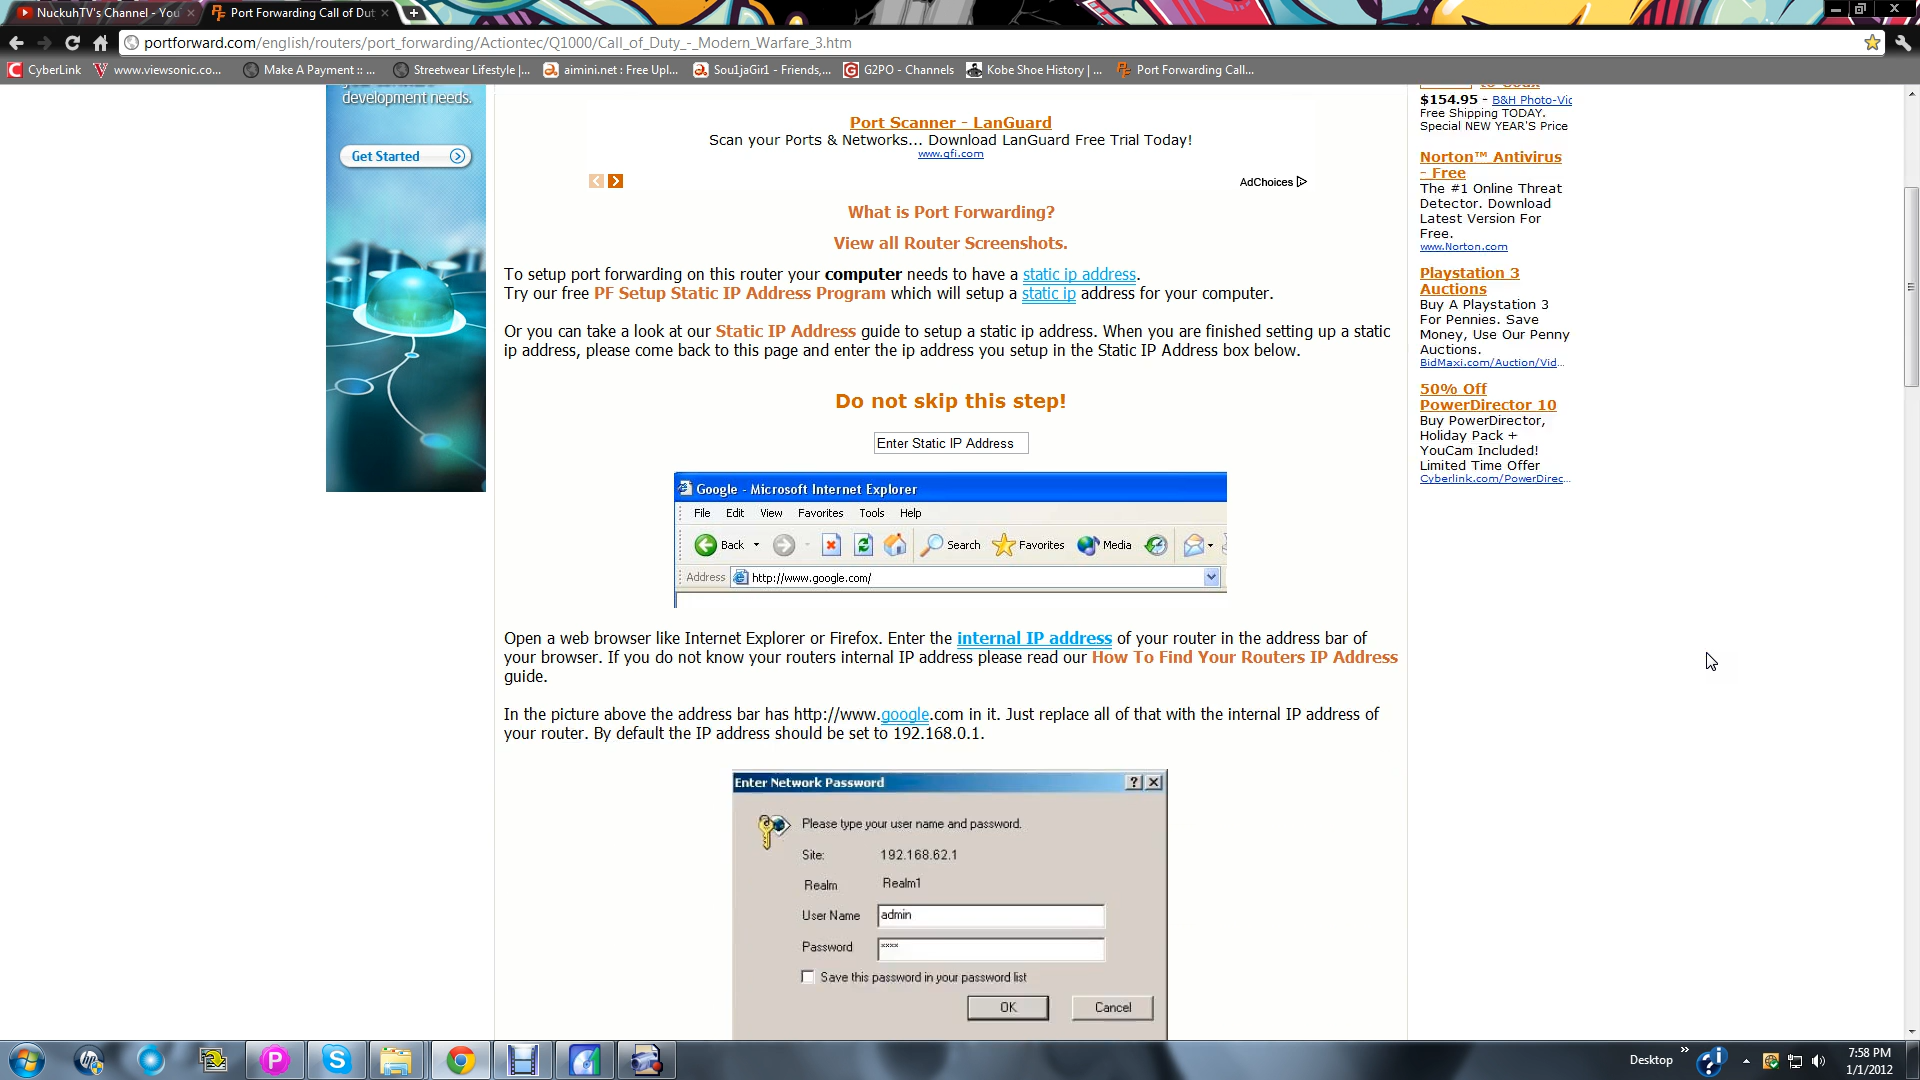 NuckuhTV's Channel - You
Port Forwarding Call of Dut
portforward.com/english/routers/port_forwarding/Actiontec/Q1000/Call_of_Duty_-_Modern_Warfare_3.htm
CyberLink
www.viewsonic.co...
Make A Payment :: ...
Streetwear Lifestyle |...
aimini.net : Free Upl...
Sou1jaGir1 - Friends,...
G2PO - Channels
Kobe Shoe History | ...
Port Forwarding Call...
development needs.
Get Started
Port Scanner - LanGuard
Scan your Ports & Networks... Download LanGuard Free Trial Today!
www.gfi.com
AdChoices
What is Port Forwarding?
View all Router Screenshots.
To setup port forwarding on this router your computer needs to have a static ip address.
Try our free PF Setup Static IP Address Program which will setup a static ip address for your computer.
Or you can take a look at our Static IP Address guide to setup a static ip address. When you are finished setting up a static
ip address, please come back to this page and enter the ip address you setup in the Static IP Address box below.
Do not skip this step!
Enter Static IP Address
Google - Microsoft Internet Explorer
File Edit View Favorites Tools Help
Back Search Favorites Media
Address http://www.google.com/
Open a web browser like Internet Explorer or Firefox. Enter the internal IP address of your router in the address bar of
your browser. If you do not know your routers internal IP address please read our How To Find Your Routers IP Address
guide.
In the picture above the address bar has http://www.google.com in it. Just replace all of that with the internal IP address of
your router. By default the IP address should be set to 192.168.0.1.
Enter Network Password
Please type your user name and password.
Site: 192.168.62.1
Realm Realm1
User Name admin
Password xxxx
Save this password in your password list
OK Cancel
$154.95 - B&H Photo-Vic
Free Shipping TODAY.
Special NEW YEAR'S Price
Norton™ Antivirus
- Free
The #1 Online Threat
Detector. Download
Latest Version For
Free.
www.Norton.com
Playstation 3
Auctions
Buy A Playstation 3
For Pennies. Save
Money, Use Our Penny
Auctions.
BidMaxi.com/Auction/Vid...
50% Off
PowerDirector 10
Buy PowerDirector,
Holiday Pack +
YouCam Included!
Limited Time Offer
Cyberlink.com/PowerDirec...
Desktop
7:58 PM
1/1/2012